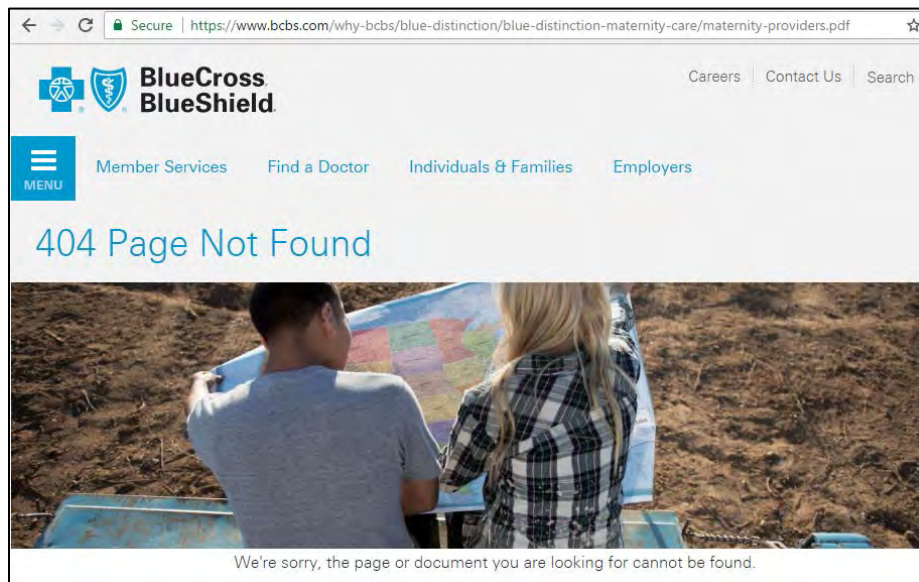 Secure | https://www.bcbs.com/why-bcbs/blue-distinction/blue-distinction-maternity-care/maternity-providers.pdf
BlueCross
BlueShield
Careers Contact Us Search
MENU Member Services Find a Doctor Individuals & Families Employers
404 Page Not Found
We're sorry, the page or document you are looking for cannot be found.